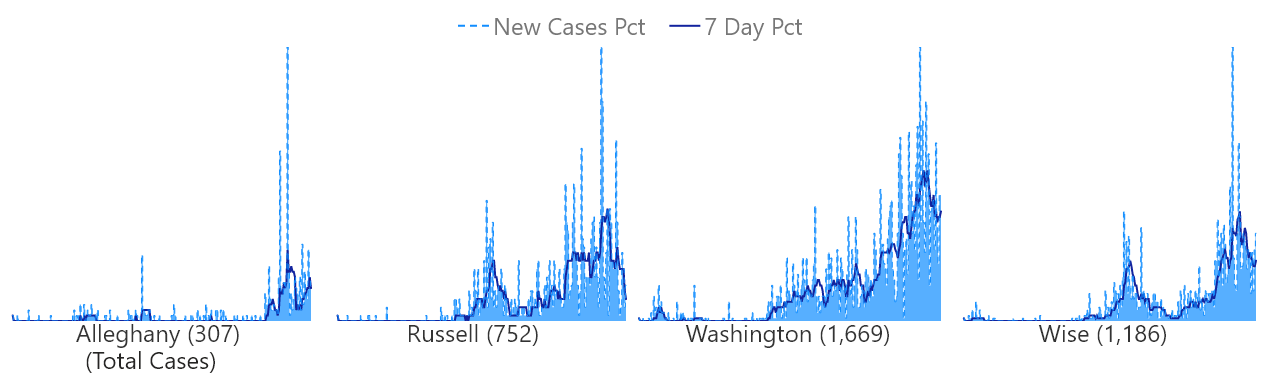 New Cases Pct 7 Day Pct
Alleghany (307) Russell (752) Washington (1,669) Wise (1,186)
(Total Cases)